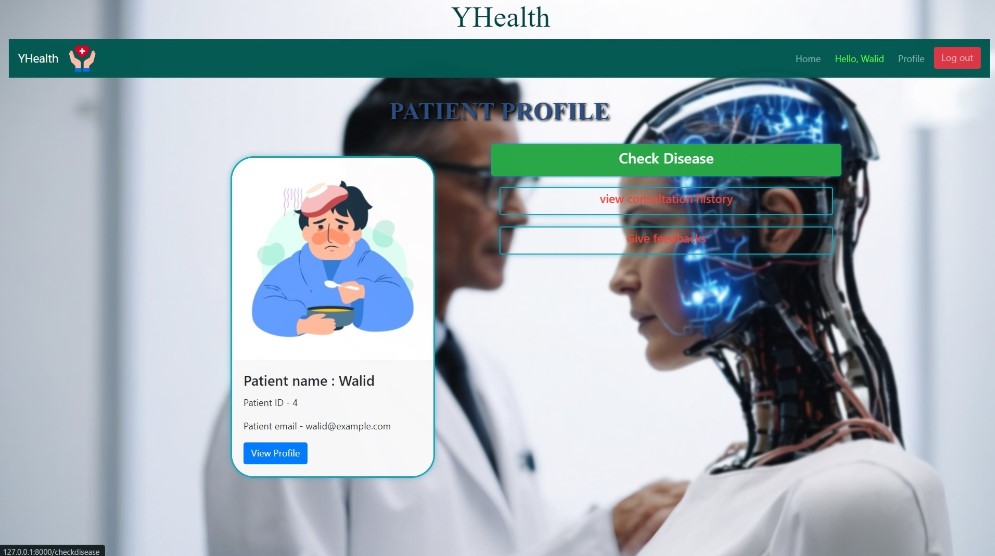 YHealth
YHealth
Home Hello, Walid Profile Log out
PATIENT PROFILE
Check Disease
view consultation history
Give feedbacks
Patient name : Walid
Patient ID - 4
Patient email - walid@example.com
View Profile
127.0.0.1:8000/checkdisease